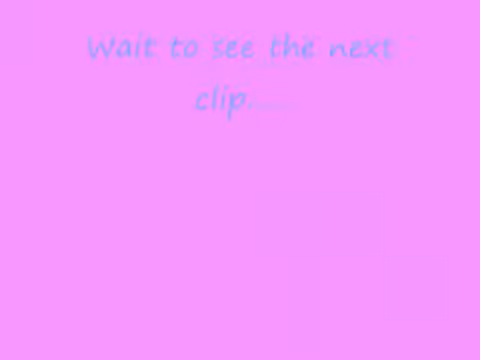 Wait to see the next
clip......